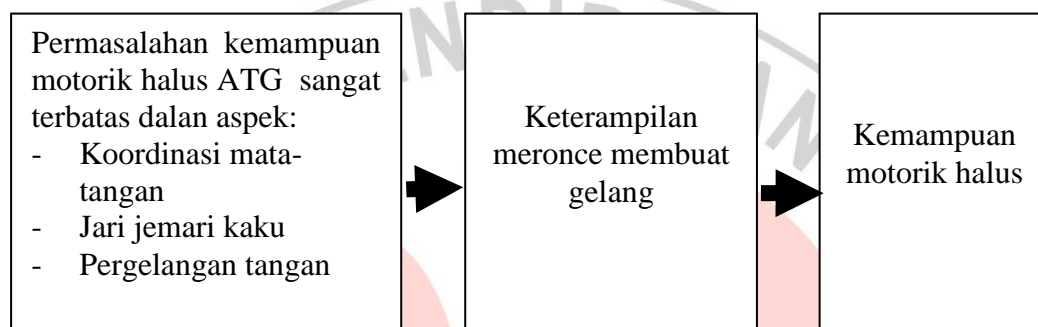 Permasalahan kemampuan
motorik halus ATG sangat
terbatas dalan aspek:
- Koordinasi mata-
tangan
- Jari jemari kaku
- Pergelangan tangan
Keterampilan
meronce membuat
gelang
Kemampuan
motorik halus